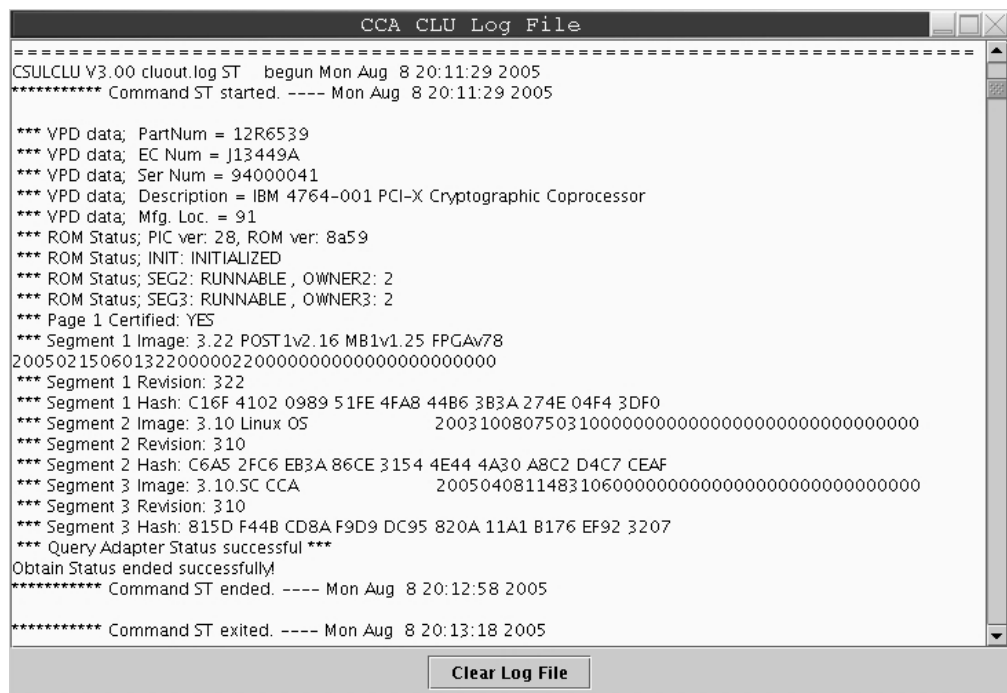 CCA CLU Log File
=======================================================================
CSULCLU V3.00 cluout.log ST begun Mon Aug 8 20:11:29 2005
*********** Command ST started. ---- Mon Aug 8 20:11:29 2005
*** VPD data; PartNum = 12R6539
*** VPD data; EC Num = J13449A
*** VPD data; Ser Num = 94000041
*** VPD data; Description = IBM 4764-001 PCI-X Cryptographic Coprocessor
*** VPD data; Mfg. Loc. = 91
*** ROM Status; PIC ver: 28, ROM ver: 8a59
*** ROM Status; INIT: INITIALIZED
*** ROM Status; SEG2: RUNNABLE , OWNER2: 2
*** ROM Status; SEG3: RUNNABLE , OWNER3: 2
*** Page 1 Certified: YES
*** Segment 1 Image: 3.22 POST1v2.16 MB1v1.25 FPGAv78
200502150601322000002200000000000000000000000
*** Segment 1 Revision: 322
*** Segment 1 Hash: C16F 4102 0989 51FE 4FA8 44B6 3B3A 274E 04F4 3DF0
*** Segment 2 Image: 3.10 Linux OS 200310080750310000000000000000000000000000000
*** Segment 2 Revision: 310
*** Segment 2 Hash: C6A5 2FC6 EB3A 86CE 3154 4E44 4A30 A8C2 D4C7 CEAF
*** Segment 3 Image: 3.10.SC CCA 200504081148310600000000000000000000000000000
*** Segment 3 Revision: 310
*** Segment 3 Hash: 815D F44B CD8A F9D9 DC95 820A 11A1 B176 EF92 3207
*** Query Adapter Status successful ***
Obtain Status ended successfully!
*********** Command ST ended. ---- Mon Aug 8 20:12:58 2005
*********** Command ST exited. ---- Mon Aug 8 20:13:18 2005
Clear Log File